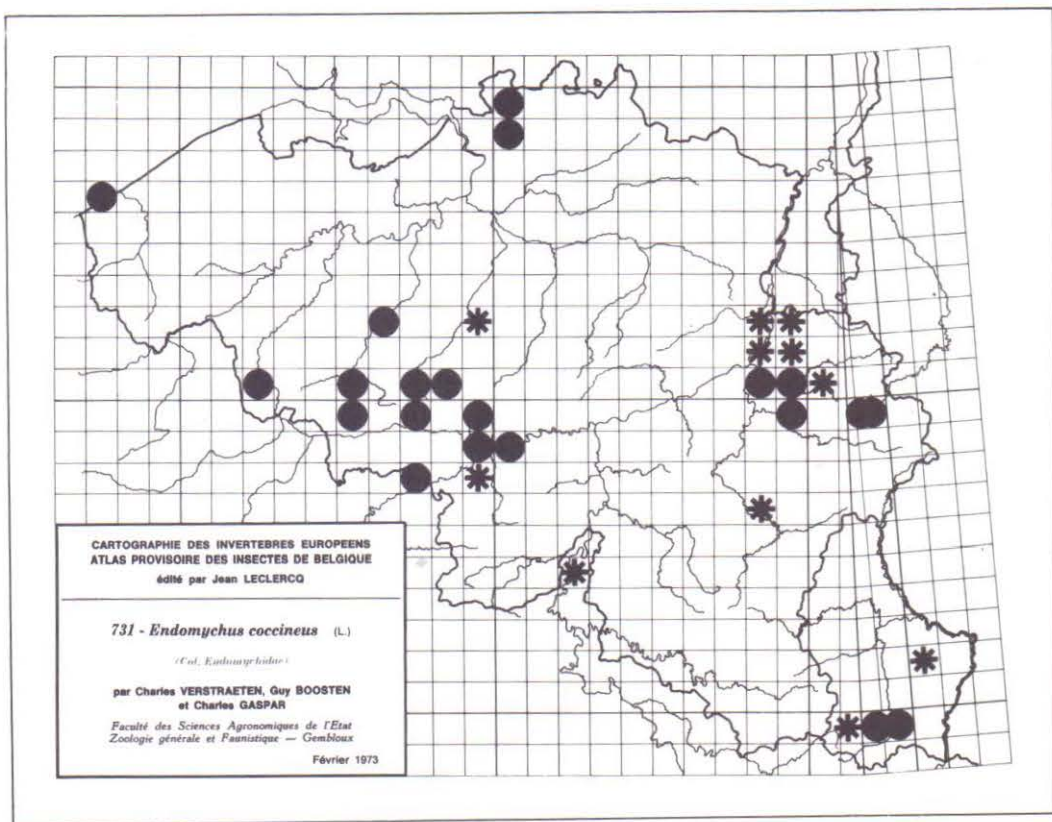 CARTOGRAPHIE DES INVERTEBRES EUROPEENS
ATLAS PROVISOIRE DES INSECTES DE BELGIQUE
édité par Jean LECLERCQ
731 - Endomychus coccineus (L.)
(Col. Endomychidae)
par Charles VERSTRAETEN, Guy BOOSTEN
et Charles GASPAR
Faculté des Sciences Agronomiques de l'Etat
Zoologie générale et Faunistique — Gembloux
Février 1973